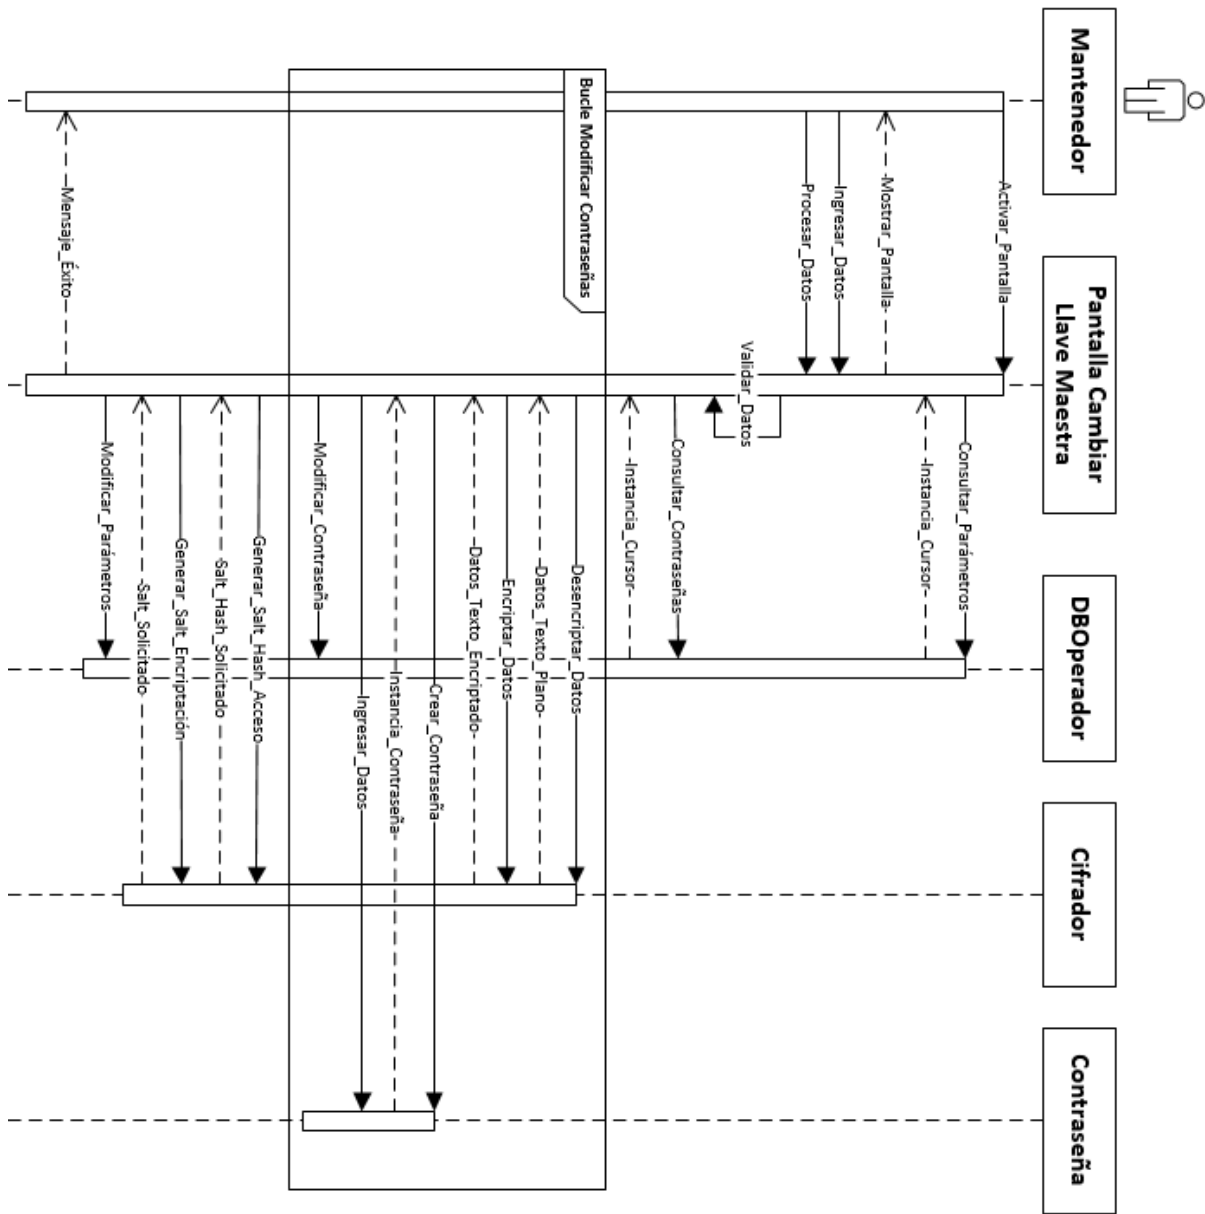 Mantenedor
Pantalla Cambiar
Llave Maestra
DBOperador
Cifrador
Contraseña
Activar_Pantalla
Consultar_Parámetros
Instancia_Cursor
Mostrar_Pantalla
Ingresar_Datos
Procesar_Datos
Validar_Datos
Consultar_Contraseñas
Instancia_Cursor
Bucle Modificar Contraseñas
Desencriptar_Datos
Datos_Texto_Plano
Encriptar_Datos
Datos_Texto_Encriptado
Crear_Contraseña
Instancia_Contraseña
Ingresar_Datos
Modificar_Contraseña
Generar_Salt_Hash_Acceso
Salt_Hash_Solicitado
Generar_Salt_Encriptación
Salt_Solicitado
Modificar_Parámetros
Mensaje_Éxito